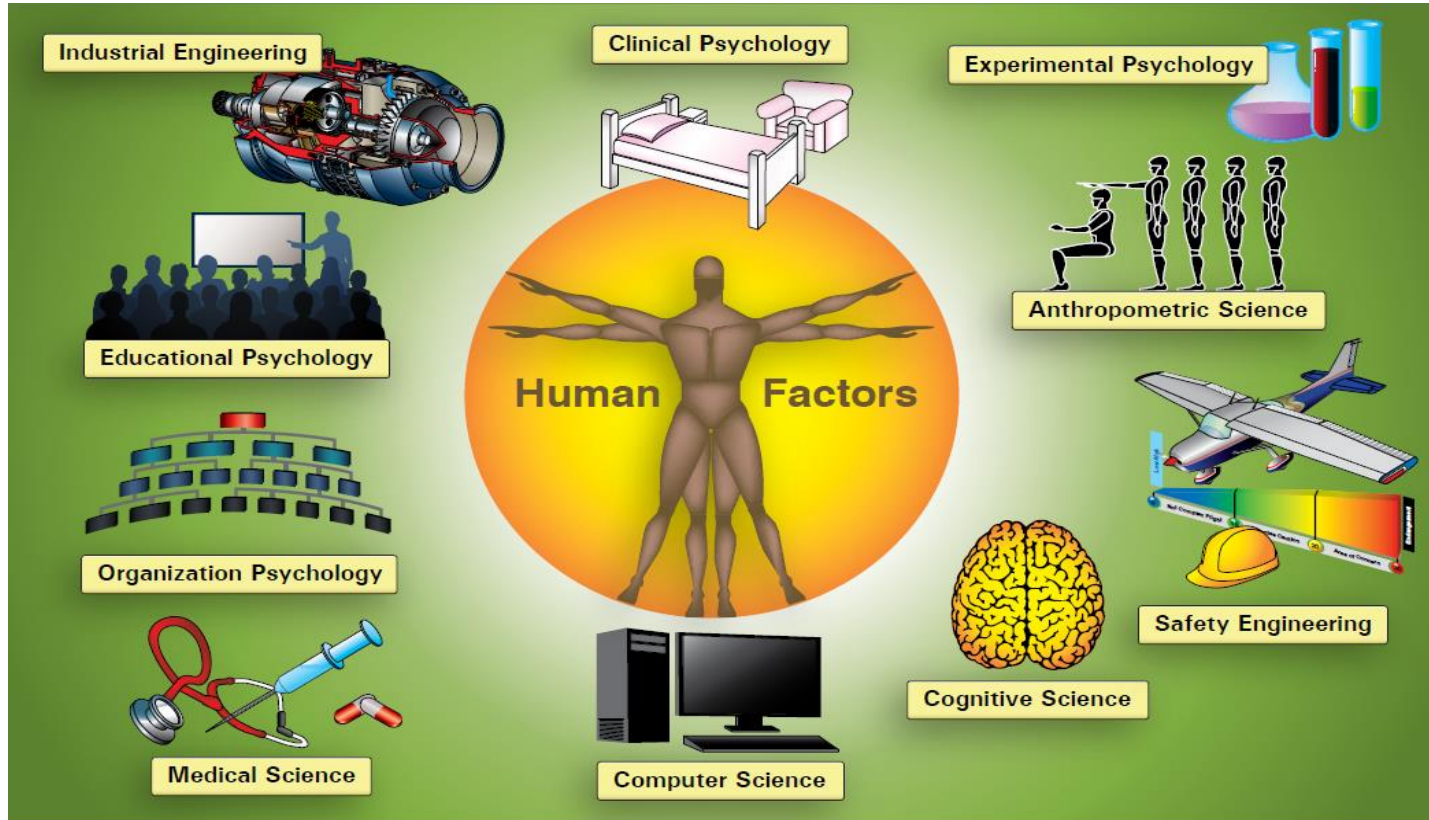 Industrial Engineering
Clinical Psychology
Experimental Psychology
Anthropometric Science
Educational Psychology
Human Factors
Organization Psychology
Safety Engineering
Cognitive Science
Medical Science
Computer Science